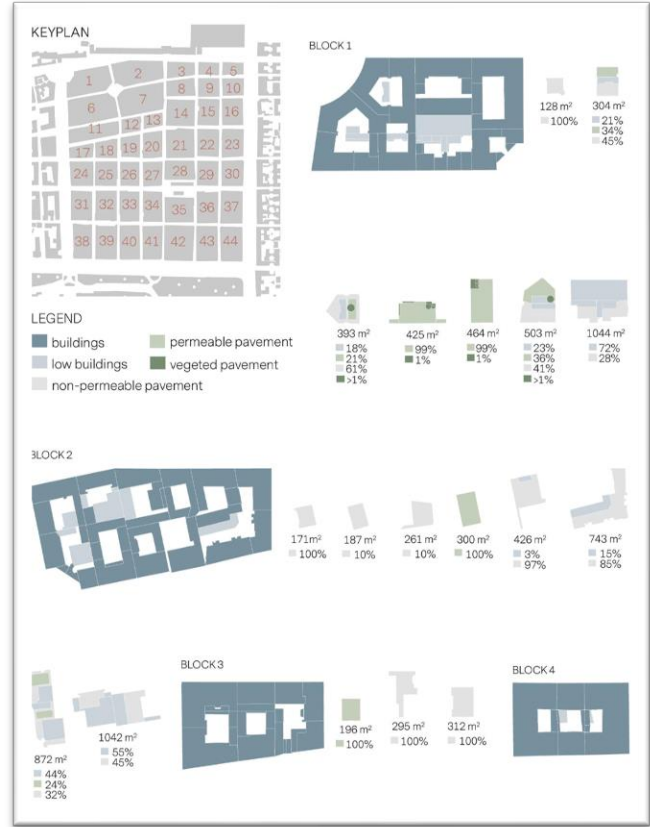 KEYPLAN
1
2
3
4
5
6
7
8
9
10
11
12
13
14
15
16
17
18
19
20
21
22
23
24
25
26
27
28
29
30
31
32
33
34
35
36
37
38
39
40
41
42
43
44
LEGEND
buildings
permeable pavement
low buildings
vegeted pavement
non-permeable pavement
BLOCK 1
128 m²
100%
304 m²
21%
34%
45%
393 m²
18%
21%
61%
>1%
425 m²
99%
1%
464 m²
99%
1%
503 m²
23%
36%
41%
>1%
1044 m²
72%
28%
BLOCK 2
171m²
100%
187 m²
10%
261 m²
10%
300 m²
100%
426 m²
3%
97%
743 m²
15%
85%
872 m²
44%
24%
32%
1042 m²
55%
45%
BLOCK 3
196 m²
100%
295 m²
100%
312 m²
100%
BLOCK 4